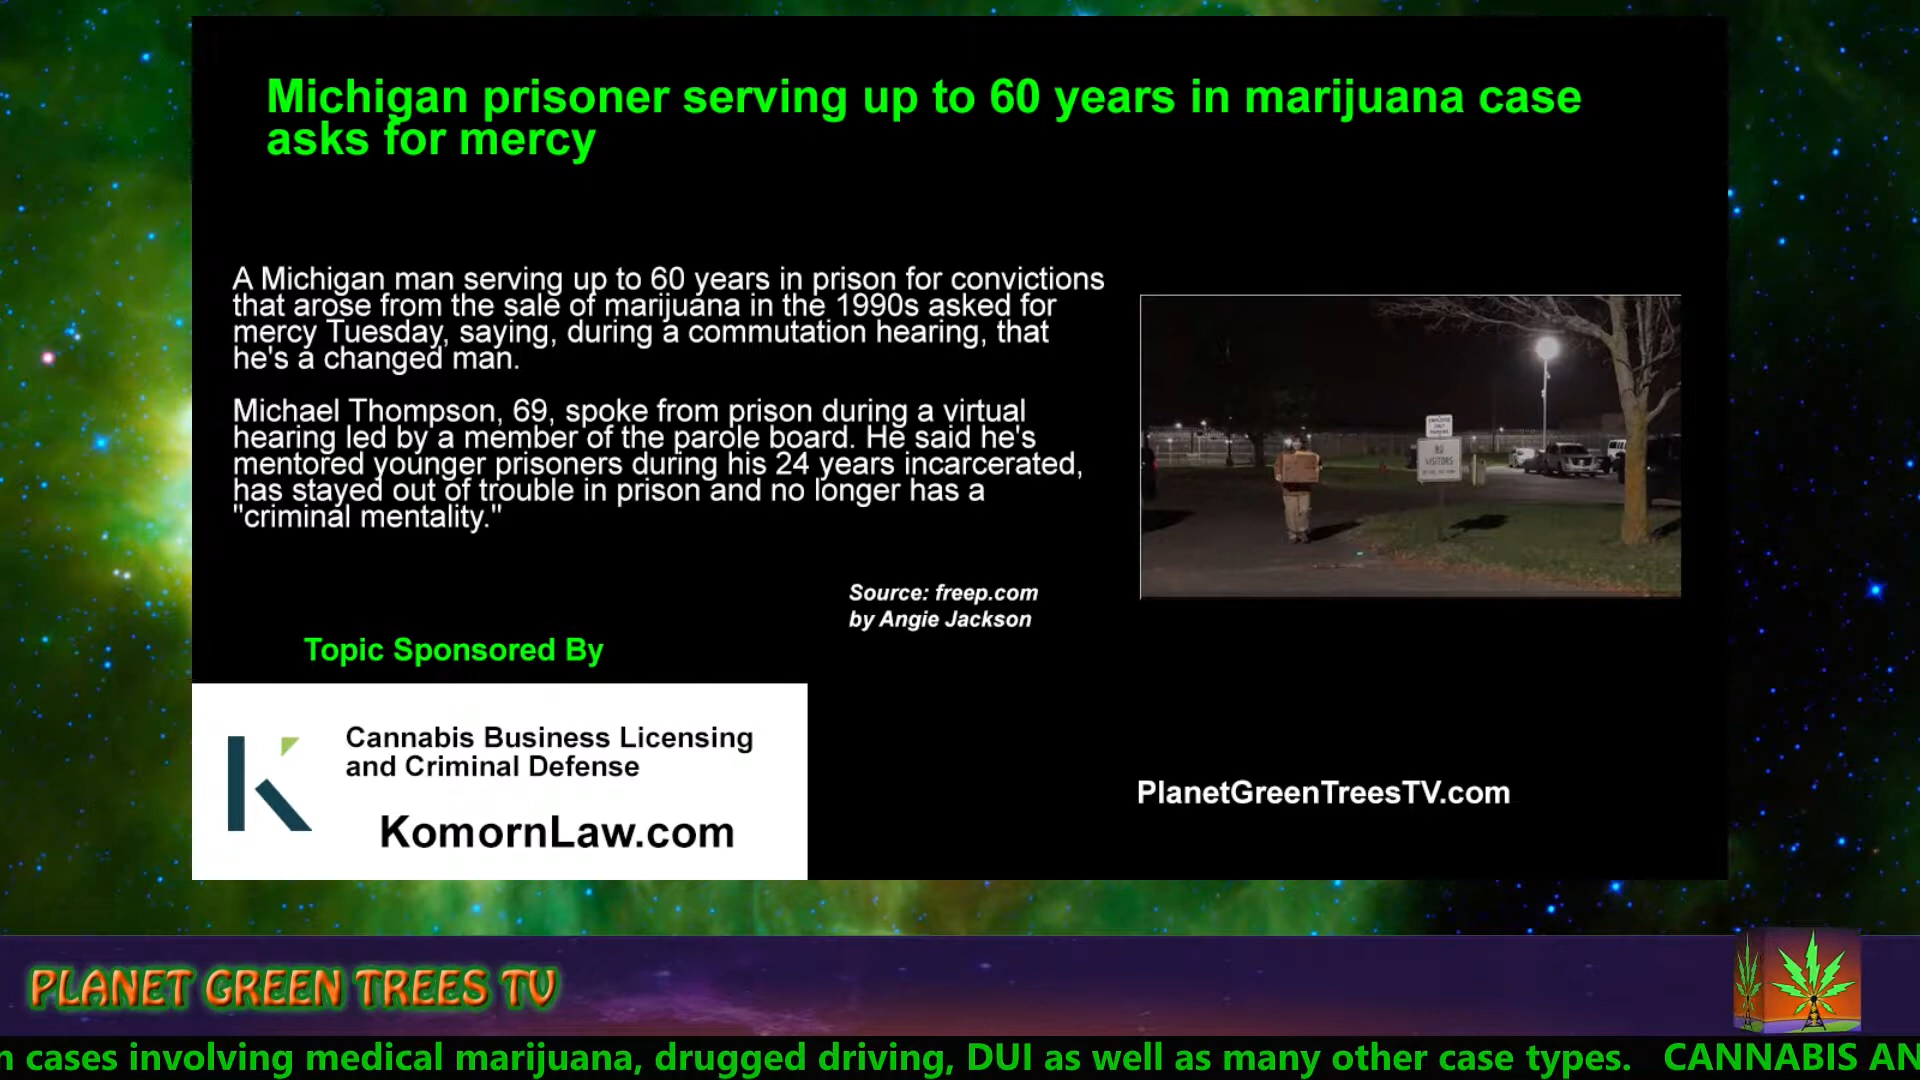 Michigan prisoner serving up to 60 years in marijuana case
asks for mercy
A Michigan man serving up to 60 years in prison for convictions
that arose from the sale of marijuana in the 1990s asked for
mercy Tuesday, saying, during a commutation hearing, that
he's a changed man.
Michael Thompson, 69, spoke from prison during a virtual
hearing led by a member of the parole board. He said he's
mentored younger prisoners during his 24 years incarcerated,
has stayed out of trouble in prison and no longer has a
"criminal mentality."
NO
VISITORS
Source: freep.com
by Angie Jackson
Topic Sponsored By
Cannabis Business Licensing
and Criminal Defense
KomornLaw.com
PlanetGreenTreesTV.com
PLANET GREEN TREES TV
cases involving medical marijuana, drugged driving, DUI as well as many other case types. CANNABIS AN